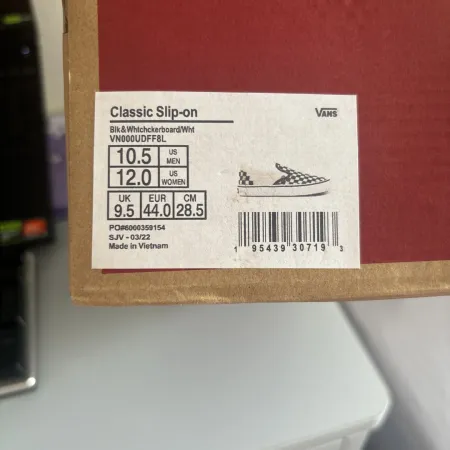 Classic Slip-on
VANS
Blk&Whtchckerboard/Wht
VN000UDFF8L
10.5 US MEN
12.0 US WOMEN
UK EUR CM
9.5 44.0 28.5
PO#6000359154
SJV - 03/22
Made in Vietnam
1 95439 30719 3